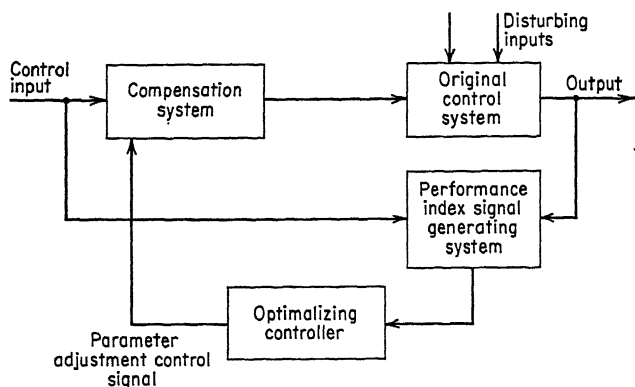 Disturbing
inputs
Control
input
Compensation
system
Original
control
system
Output
Performance
index signal
generating
system
Optimalizing
controller
Parameter
adjustment control
signal